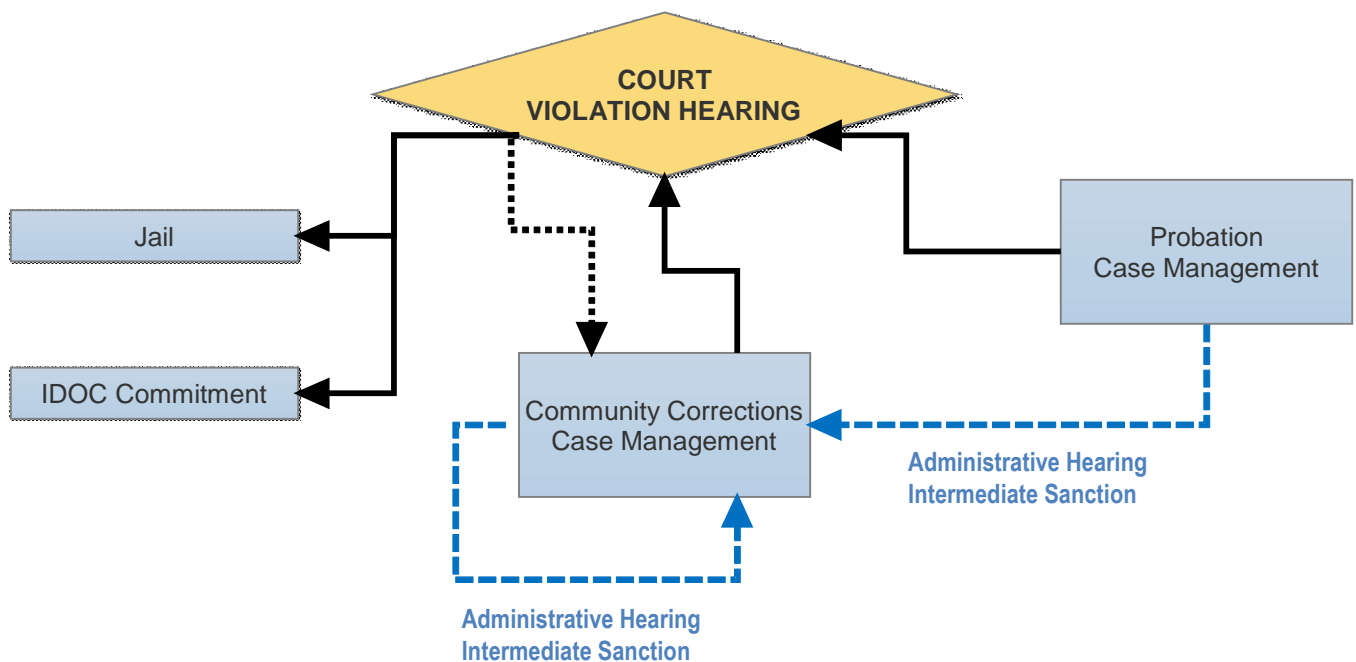 COURT
VIOLATION HEARING
Jail
Probation
Case Management
IDOC Commitment
Community Corrections
Case Management
Administrative Hearing
Intermediate Sanction
Administrative Hearing
Intermediate Sanction